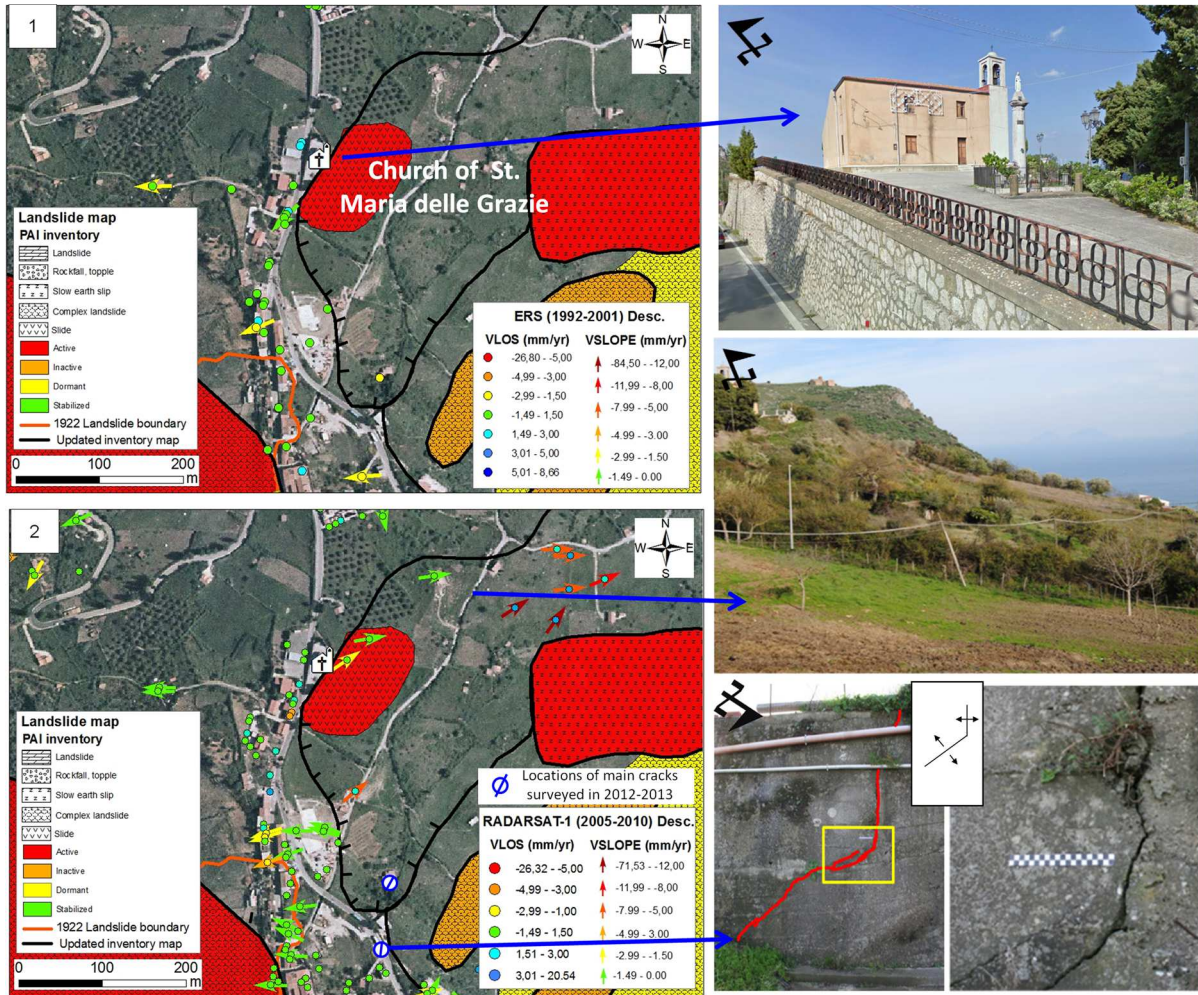 1
N
W E
S
Church of St.
Maria delle Grazie
Landslide map
PAI inventory
Landslide
Rockfall, topple
Slow earth slip
Complex landslide
Slide
Active
Inactive
Dormant
Stabilized
1922 Landslide boundary
Updated inventory map
0 100 200
m
ERS (1992-2001) Desc.
VLOS (mm/yr) VSLOPE (mm/yr)
-26,80 - -5,00 -84,50 - -12,00
-4,99 - -3,00 -11,99 - -8,00
-2,99 - -1,50 -7.99 - -5,00
-1,49 - 1,50 -4.99 - -3.00
1,49 - 3,00 -2.99 - -1.50
3,01 - 5,00 -1.49 - 0.00
5,01 - 8,66
N
N
2
N
W E
S
Landslide map
PAI inventory
Landslide
Rockfall, topple
Slow earth slip
Complex landslide
Slide
Active
Inactive
Dormant
Stabilized
1922 Landslide boundary
Updated inventory map
0 100 200
m
Locations of main cracks
surveyed in 2012-2013
RADARSAT-1 (2005-2010) Desc.
VLOS (mm/yr) VSLOPE (mm/yr)
-26,32 - -5,00 -71,53 - -12,00
-4,99 - -3,00 -11,99 - -8,00
-2,99 - -1,00 -7.99 - -5,00
-1,49 - 1,50 -4.99 - 3.00
1,51 - 3,00 -2.99 - -1.50
3,01 - 20.54 -1.49 - 0.00
N